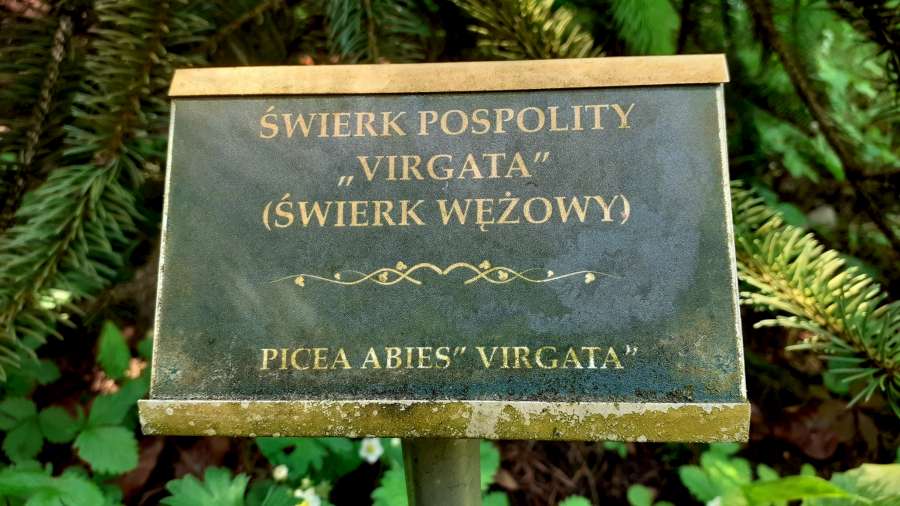 ŚWIERK POSPOLITY
„VIRGATA”
(ŚWIERK WĘŻOWY)
PICEA ABIES” VIRGATA”